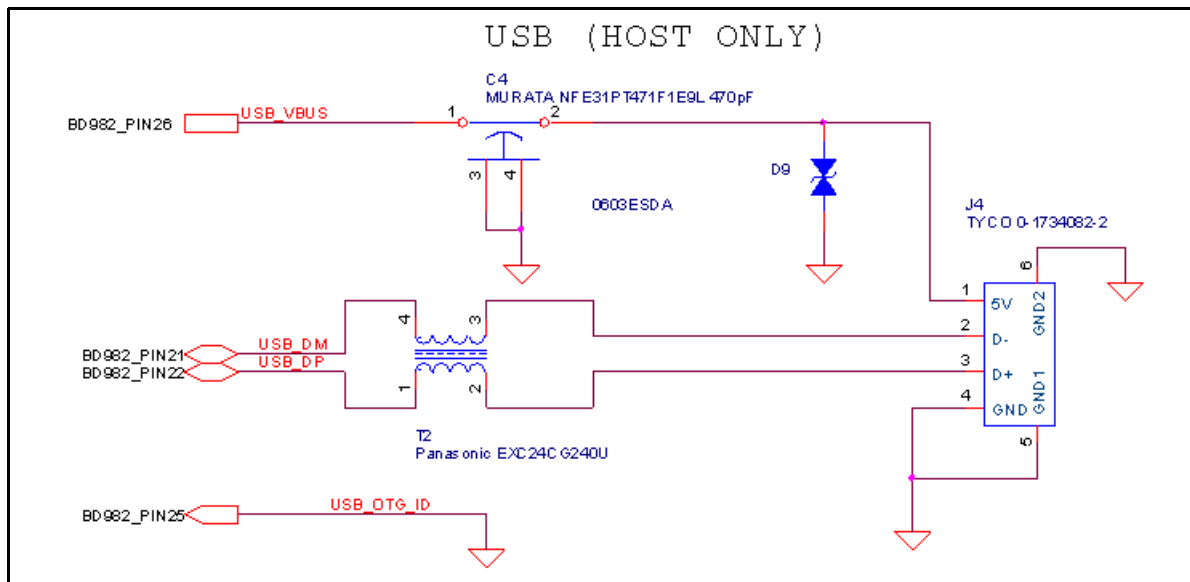 USB (HOST ONLY)
C4
MURATA NFE31PT471F1E9L 470pF
BD982_PIN26
USB_VBUS
1
2
3
4
D9
0603ESDA
J4
TYCO 0-1734082-2
6
1
5V
GND2
2
D-
3
D+
4
GND
GND1
5
4
3
BD982_PIN21
USB_DM
BD982_PIN22
USB_DP
1
2
T2
Panasonic EXC24CG240U
BD982_PIN25
USB_OTG_ID